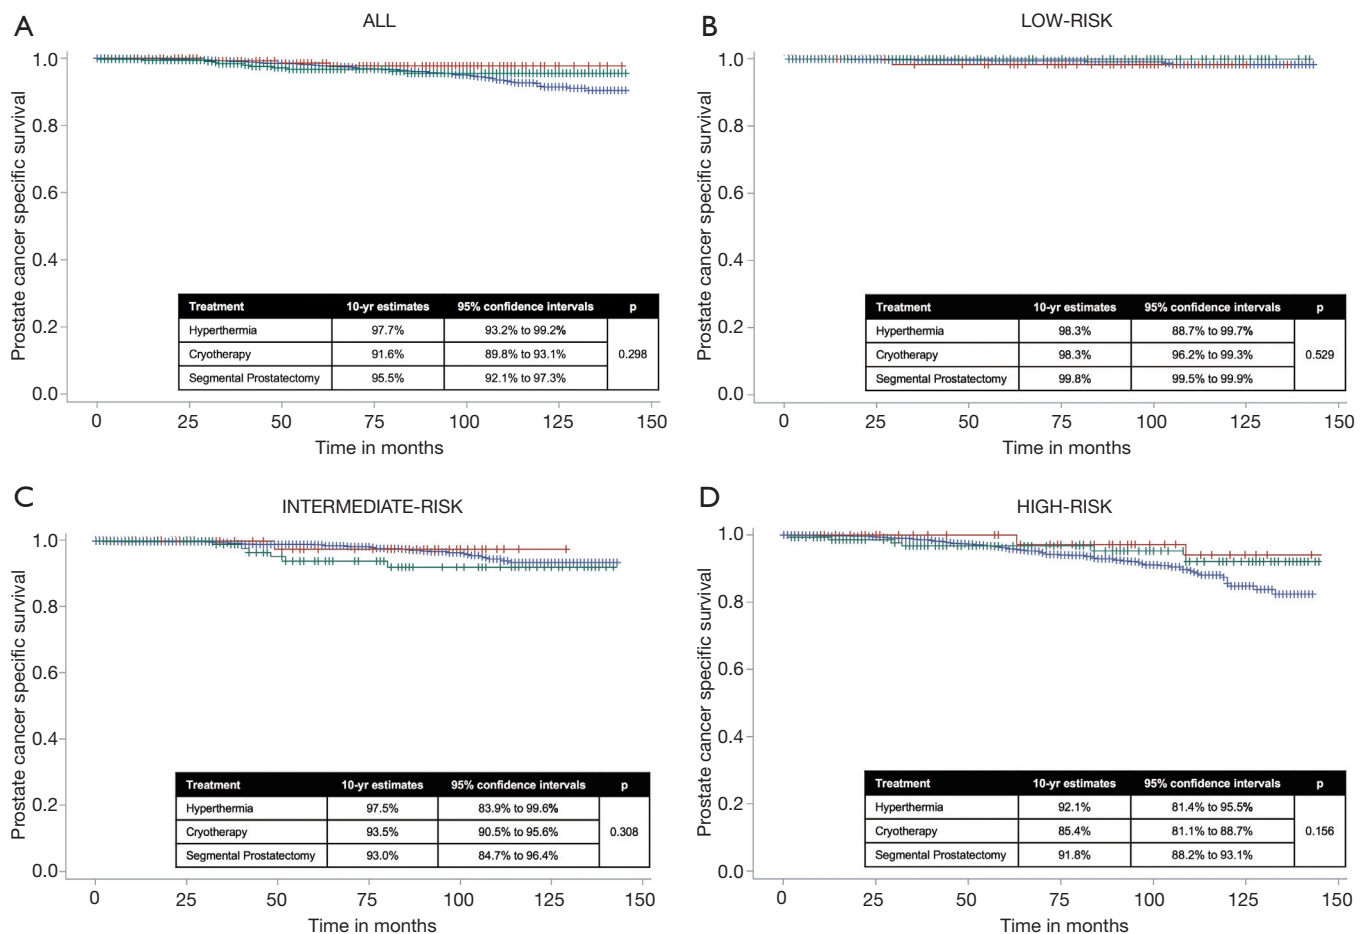 A
ALL
Prostate cancer specific survival
1.0
0.8
0.6
0.4
0.2
0.0
Treatment 10-yr estimates 95% confidence intervals p
Hyperthermia 97.7% 93.2% to 99.2%
Cryotherapy 91.6% 89.8% to 93.1% 0.298
Segmental Prostatectomy 95.5% 92.1% to 97.3%
0 25 50 75 100 125 150
Time in months
B
LOW-RISK
Prostate cancer specific survival
1.0
0.8
0.6
0.4
0.2
0.0
Treatment 10-yr estimates 95% confidence intervals p
Hyperthermia 98.3% 88.7% to 99.7%
Cryotherapy 98.3% 96.2% to 99.3% 0.529
Segmental Prostatectomy 99.8% 99.5% to 99.9%
0 25 50 75 100 125 150
Time in months
C
INTERMEDIATE-RISK
Prostate cancer specific survival
1.0
0.8
0.6
0.4
0.2
0.0
Treatment 10-yr estimates 95% confidence intervals p
Hyperthermia 97.5% 83.9% to 99.6%
Cryotherapy 93.5% 90.5% to 95.6% 0.308
Segmental Prostatectomy 93.0% 84.7% to 96.4%
0 25 50 75 100 125 150
Time in months
D
HIGH-RISK
Prostate cancer specific survival
1.0
0.8
0.6
0.4
0.2
0.0
Treatment 10-yr estimates 95% confidence intervals p
Hyperthermia 92.1% 81.4% to 95.5%
Cryotherapy 85.4% 81.1% to 88.7% 0.156
Segmental Prostatectomy 91.8% 88.2% to 93.1%
0 25 50 75 100 125 150
Time in months